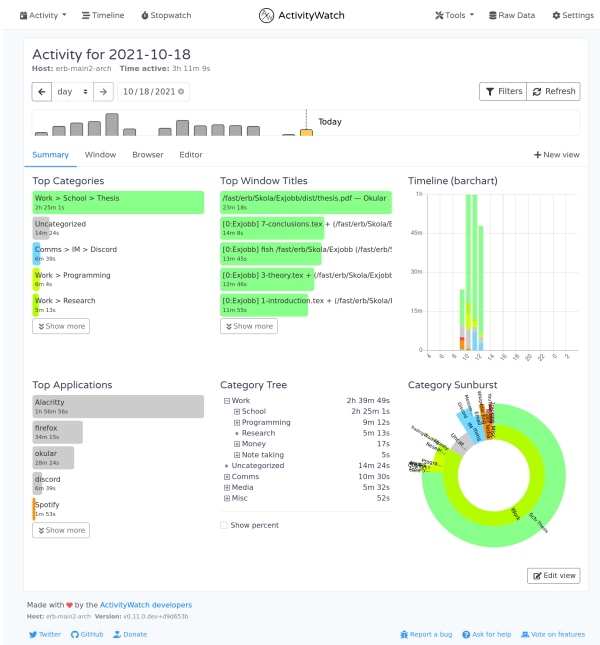 Activity
Timeline
Stopwatch
ActivityWatch
Tools
Raw Data
Settings
Activity for 2021-10-18
Host: erb-main2-arch Time active: 3h 11m 9s
day
10/18/2021
Filters
Refresh
Today
Summary
Window
Browser
Editor
New view
Top Categories
Work > School > Thesis
2h 25m 1s
Uncategorized
14m 24s
Comms > IM > Discord
6m 39s
Work > Programming
6m 4s
Work > Research
5m 13s
Show more
Top Window Titles
/fast/erb/Skola/Exjobb/dist/thesis.pdf — Okular
23m 18s
[0:Exjobb] 7-conclusions.tex + (/fast/erb/Skola/E
14m 8s
[0:Exjobb] fish /fast/erb/Skola/Exjobb (/fast/erb/
13m 45s
[0:Exjobb] 3-theory.tex + (/fast/erb/Skola/Exjobb
12m 46s
[0:Exjobb] 1-introduction.tex + (/fast/erb/Skola/
11m 55s
Show more
Timeline (barchart)
1h
45m
30m
15m
0
4 6 8 10 12 14 16 18 20 22 0 2
Top Applications
Alacritty
1h 56m 56s
firefox
34m 15s
okular
28m 24s
discord
6m 39s
Spotify
1m 53s
Show more
Category Tree
Work 2h 39m 49s
School 2h 25m 1s
Programming 9m 12s
Research 5m 13s
Money 17s
Note taking 5s
Uncategorized 14m 24s
Comms 10m 30s
Media 5m 32s
Misc 52s
Show percent
Category Sunburst
Work
Uncat...
Misc
Email
Discord
Progra...
Resear...
Edit view
Made with ❤ by the ActivityWatch developers
Host: erb-main2-arch Version: v0.11.0.dev+d9d653b
Twitter
GitHub
Donate
Report a bug
Ask for help
Vote on features